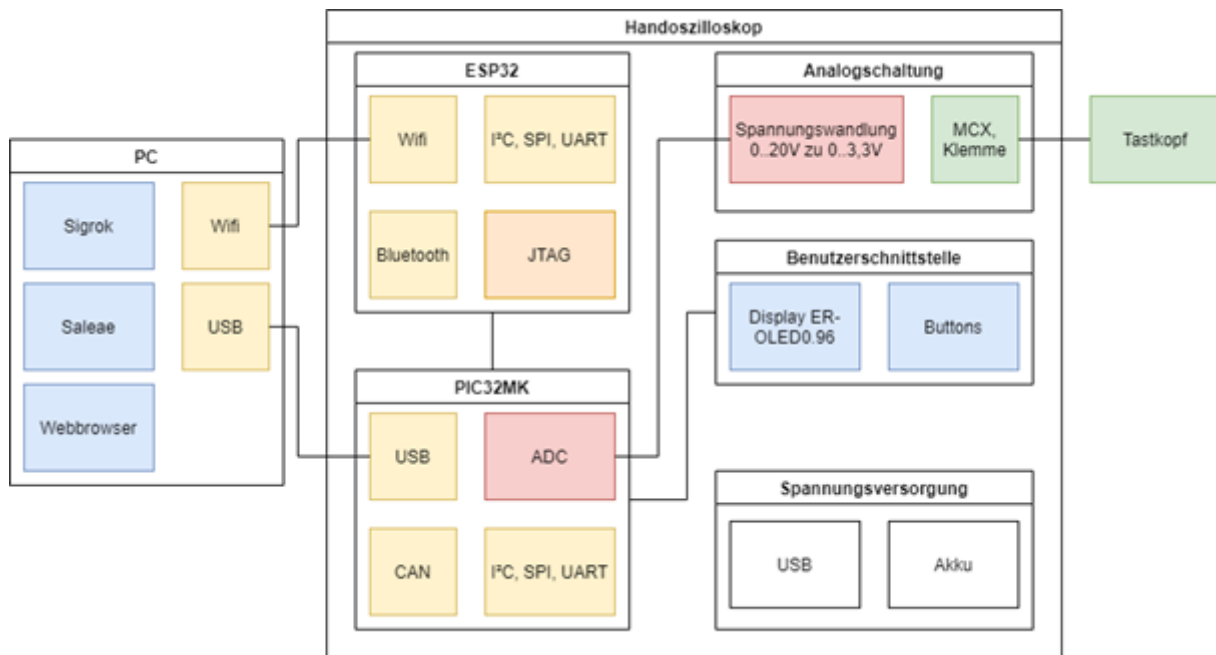 Handoszilloskop
PC
Sigrok
Wifi
Saleae
USB
Webbrowser
ESP32
Wifi
I²C, SPI, UART
Bluetooth
JTAG
PIC32MK
USB
ADC
CAN
I²C, SPI, UART
Analogschaltung
Spannungswandlung
0..20V zu 0..3,3V
MCX,
Klemme
Tastkopf
Benutzerschnittstelle
Display ER-
OLED0.96
Buttons
Spannungsversorgung
USB
Akku